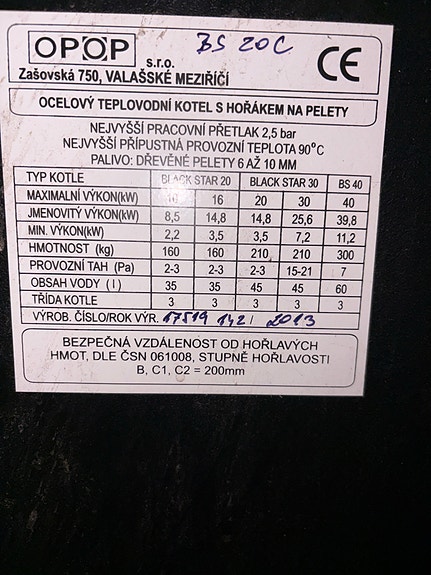 OPOP s.r.o. BS 20C CE
Zašovská 750, VALAŠSKÉ MEZIŘÍČÍ
OCELOVÝ TEPLOVODNÍ KOTEL S HOŘÁKEM NA PELETY
NEJVYŠŠÍ PRACOVNÍ PŘETLAK 2,5 bar
NEJVYŠŠÍ PŘÍPUSTNÁ PROVOZNÍ TEPLOTA 90°C
PALIVO: DŘEVĚNÉ PELETY 6 AŽ 10 MM
TYP KOTLE BLACK STAR 20 BLACK STAR 30 BS 40
MAXIMALNÍ VÝKON(kW) 16 20 30 40
JMENOVITÝ VÝKON(kW) 8,5 14,8 14,8 25,6 39,8
MIN. VÝKON(kW) 2,2 3,5 3,5 7,2 11,2
HMOTNOST (kg) 160 160 210 210 300
PROVOZNÍ TAH (Pa) 2-3 2-3 2-3 15-21 7
OBSAH VODY ( l ) 35 35 45 45 60
TŘÍDA KOTLE 3 3 3 3 3
VÝROB. ČÍSLO/ROK VÝR. 17519 2013
BEZPEČNÁ VZDÁLENOST OD HOŘLAVÝCH
HMOT, DLE ČSN 061008, STUPNĚ HOŘLAVOSTI
B, C1, C2 = 200mm